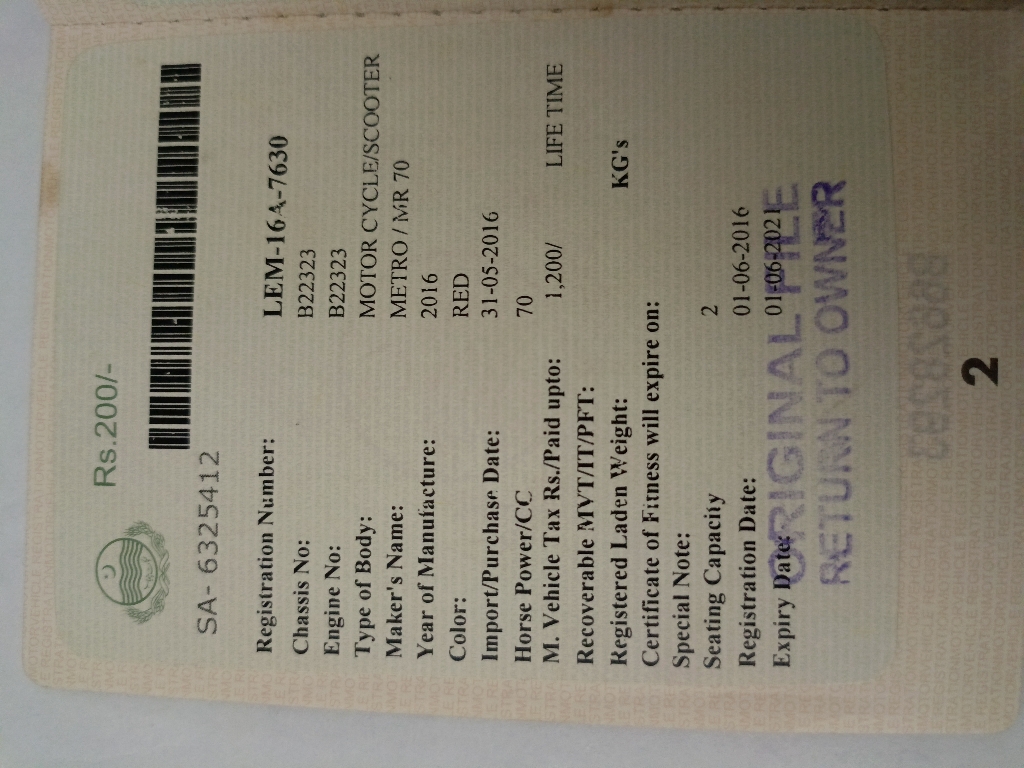 Rs.200/-
SA- 6325412
Registration Number: LEM-16A-7630
Chassis No: B22323
Engine No: B22323
Type of Body: MOTOR CYCLE/SCOOTER
Maker's Name: METRO / MR 70
Year of Manufacture: 2016
Color: RED
Import/Purchase Date: 31-05-2016
Horse Power/CC 70
M. Vehicle Tax Rs./Paid upto: 1,200/ LIFE TIME
Recoverable MVT/IT/PFT:
Registered Laden Weight: KG's
Certificate of Fitness will expire on:
Special Note:
Seating Capacity 2
Registration Date: 01-06-2016
Expiry Date: 01-06-2021
ORIGINAL FILE
RETURN TO OWNER
2